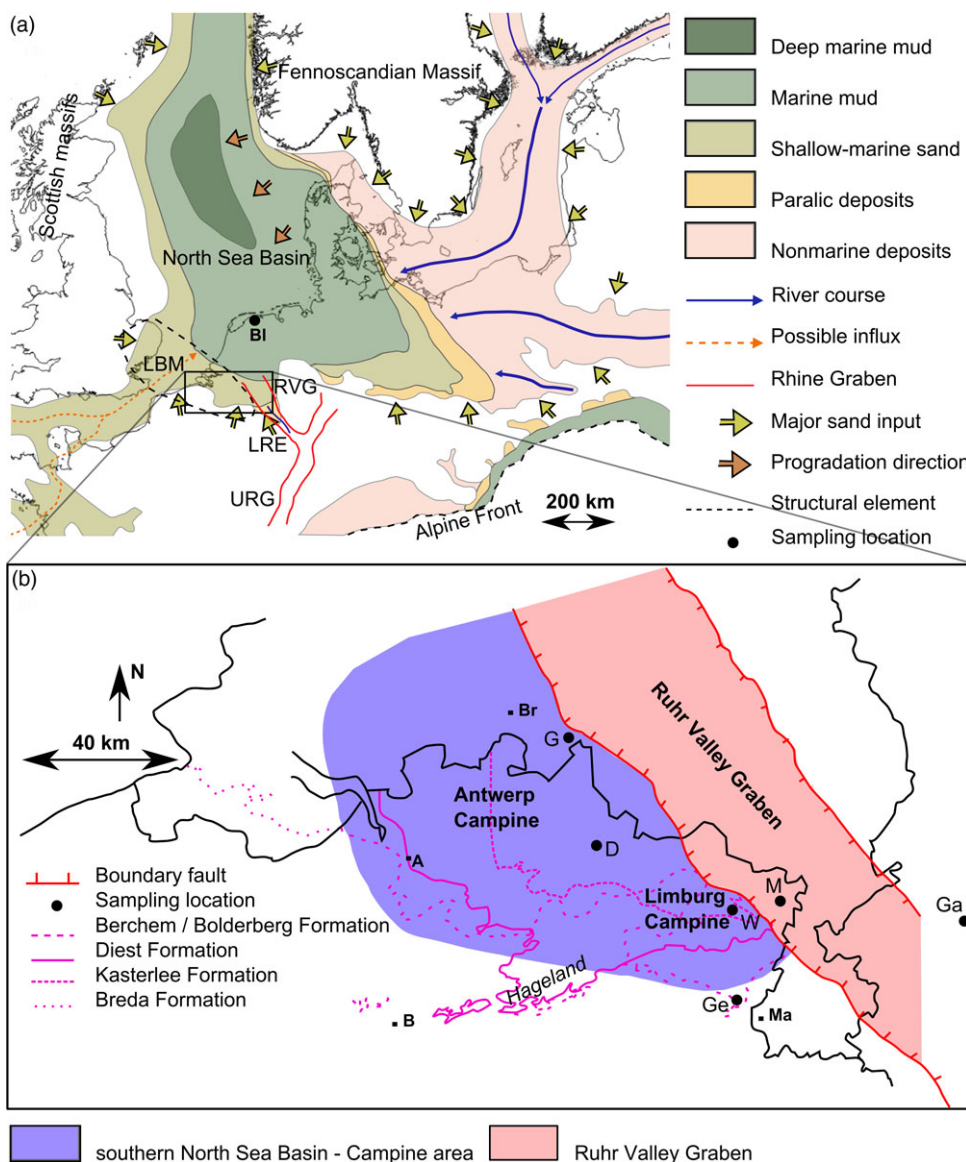 (a)
Fennoscandian Massif
Scottish massifs
North Sea Basin
BI
LBM
RVG
LRE
URG
Alpine Front
200 km
Deep marine mud
Marine mud
Shallow-marine sand
Paralic deposits
Nonmarine deposits
River course
Possible influx
Rhine Graben
Major sand input
Progradation direction
Structural element
Sampling location
(b)
N
40 km
Br
G
Ruhr Valley Graben
Antwerp
Campine
A
D
Limburg
Campine
M
W
Ga
Hageland
B
Ge
Ma
Boundary fault
Sampling location
Berchem / Bolderberg Formation
Diest Formation
Kasterlee Formation
Breda Formation
southern North Sea Basin - Campine area
Ruhr Valley Graben